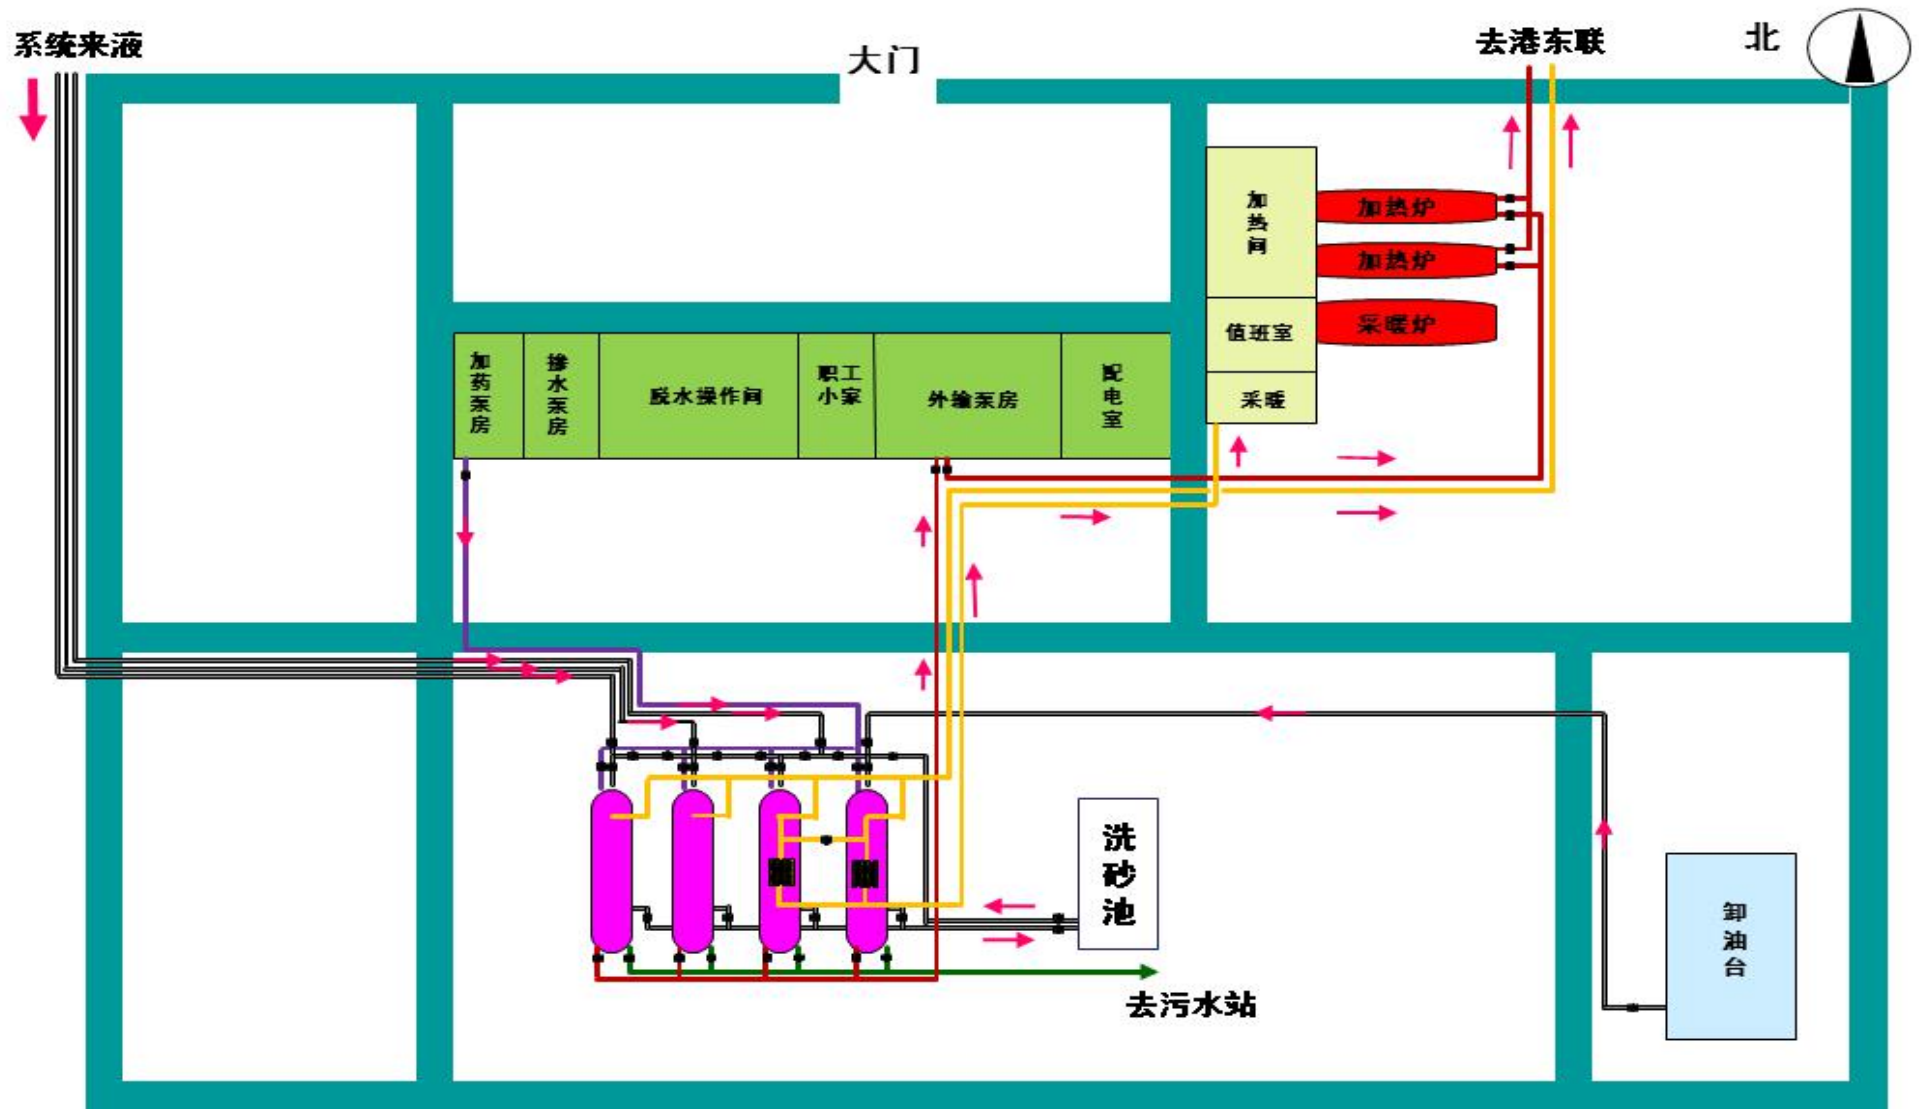 系统来液
大门
去港东联
北
加热间
加热炉
加热炉
采暖炉
值班室
采暖
加药泵房
掺水泵房
脱水操作间
职工
小家
外输泵房
配电室
洗砂池
卸油台
去污水站